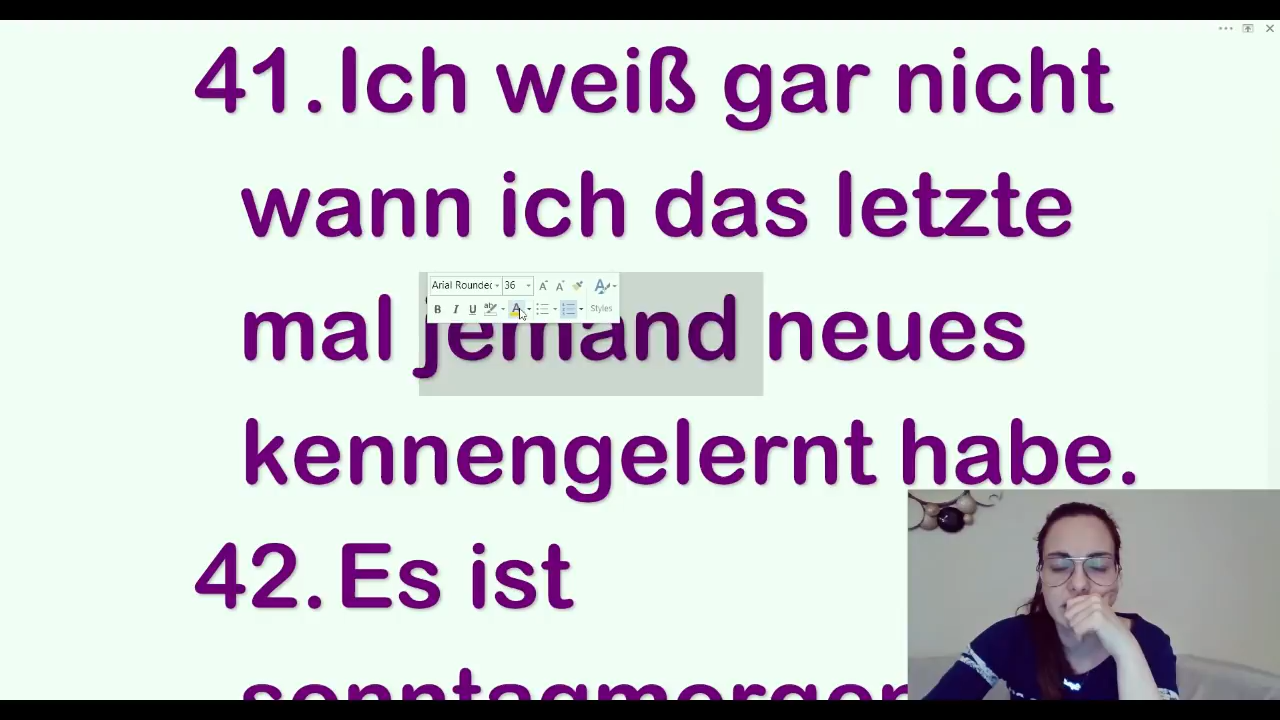 41. Ich weiß gar nicht
wann ich das letzte
Arial Rounded 36
B I U Styles
mal jemand neues
kennengelernt habe.
42. Es ist
sonntagmorgen